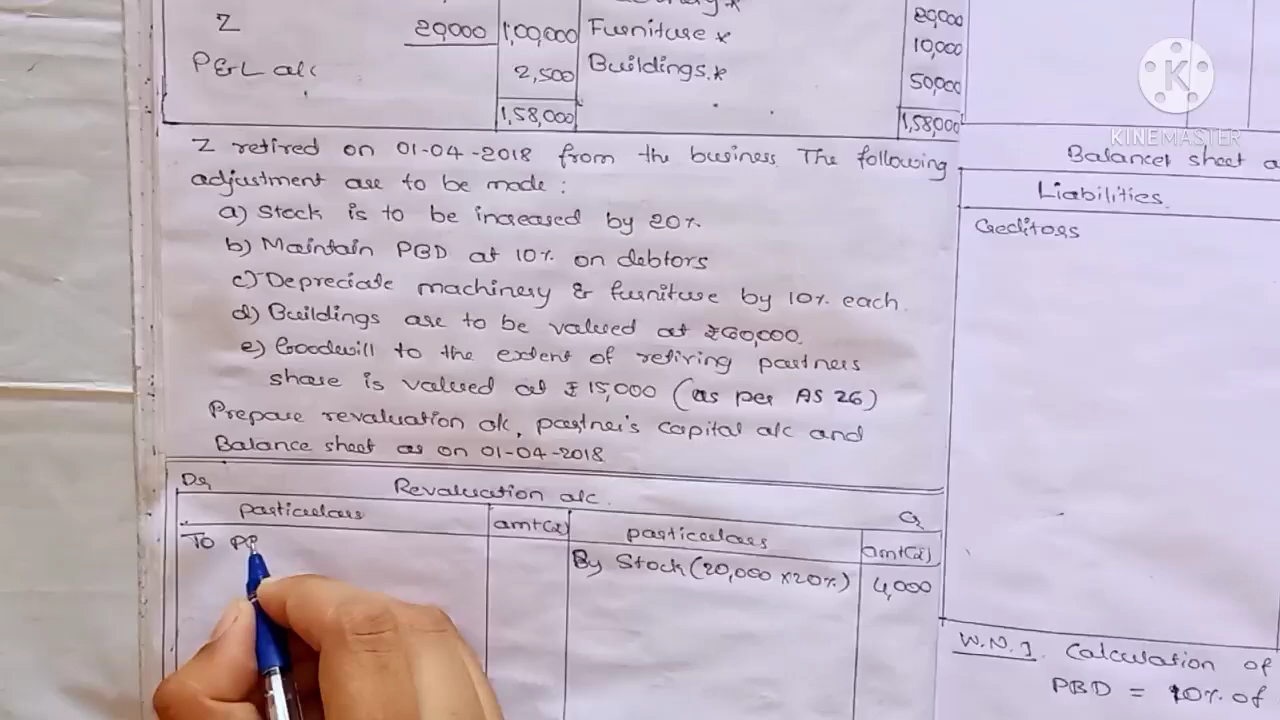 20,000
Z 20,000 1,00,000 Furniture * 10,000
P&L a/c 2,500 Buildings.* 50,000
1,58,000 1,58,000
KINEMASTER
Z retired on 01-04-2018 from the business. The following
adjustment are to be made :
a) Stock is to be increased by 20%
b) Maintain PBD at 10% on debtors
c) Depreciate machinery & furniture by 10% each
d) Buildings are to be valued at ₹60,000.
e) Goodwill to the extent of retiring partners
share is valued at ₹ 15,000 (as per AS 26)
Prepare revaluation a/c, partner's capital a/c and
Balance sheet as on 01-04-2018
Dr Revaluation a/c. Cr
particulars amt(₹) particulars amt(₹)
To PB By Stock (20,000 x20%) 4,000
Balancet sheet a
Liabilities
Creditors
W.N.1. Calculation of
PBD = 10% of